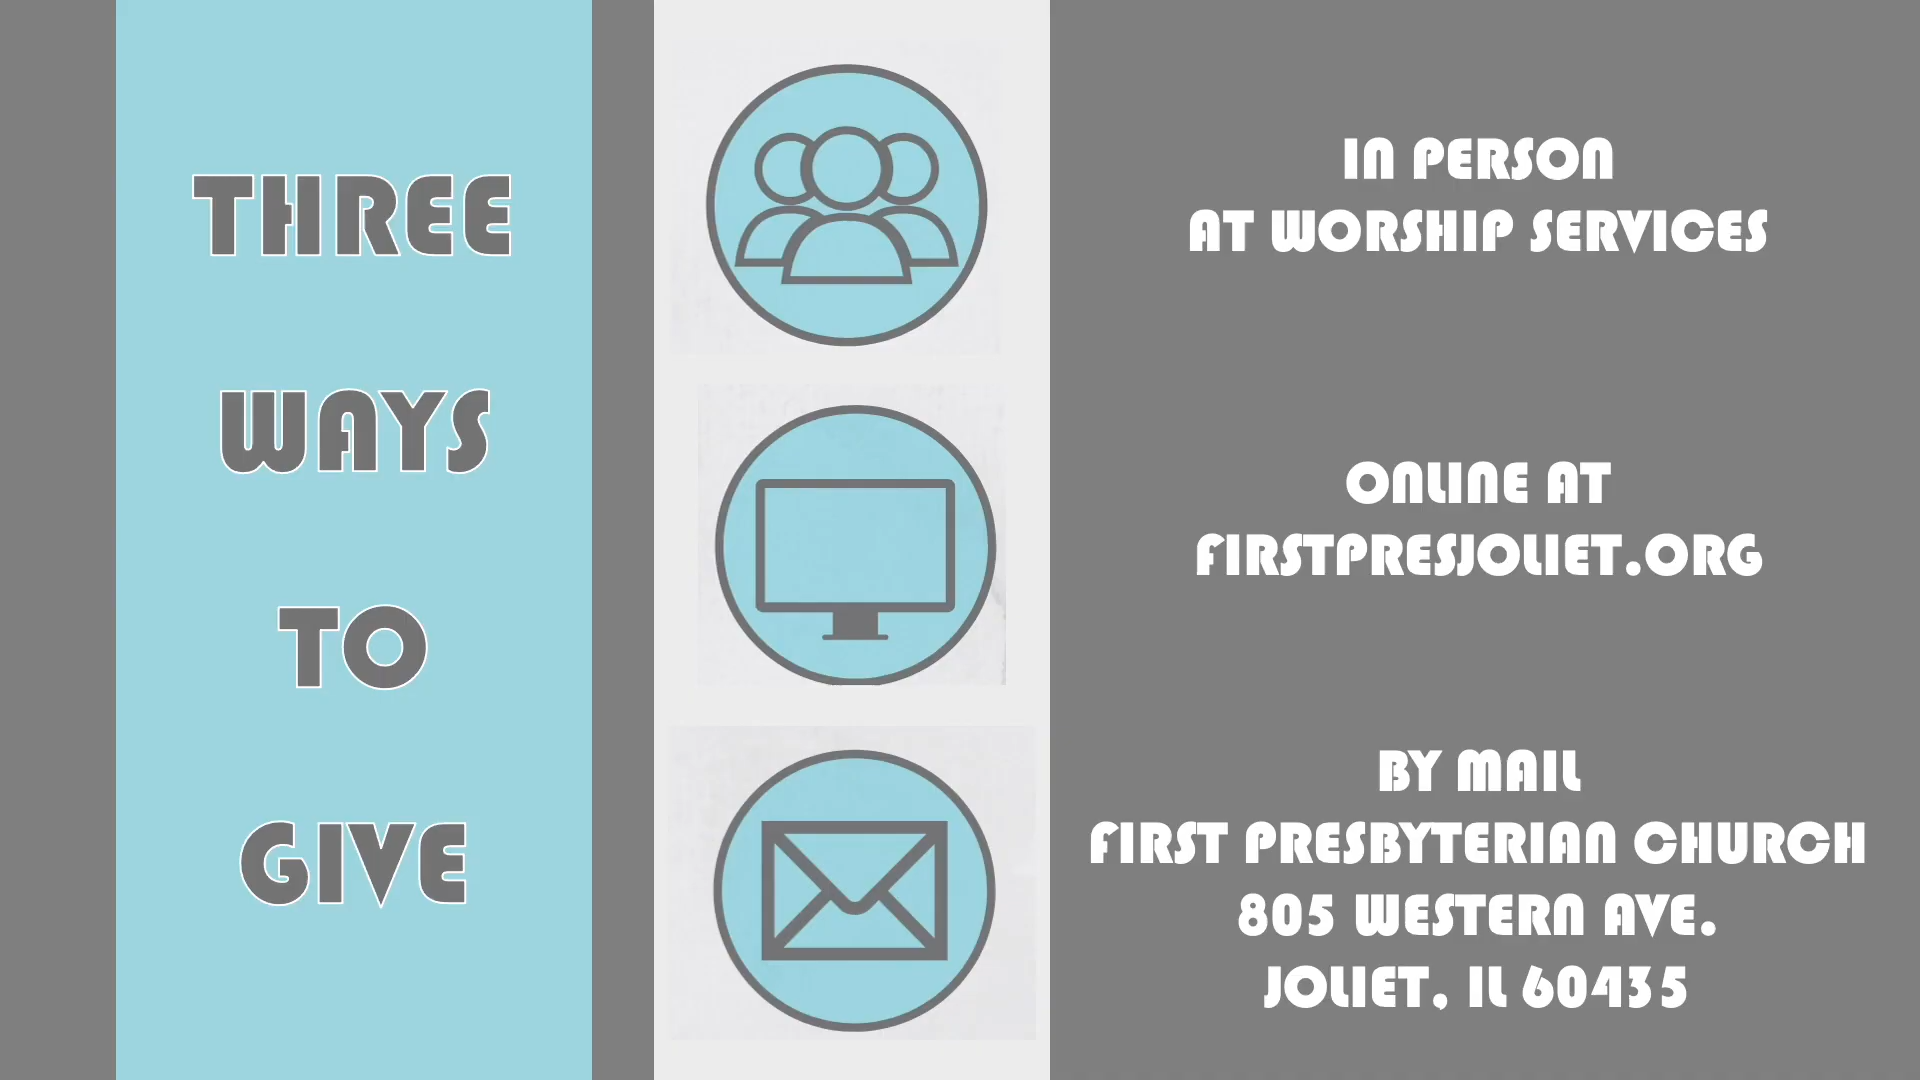 THREE
WAYS
TO
GIVE
IN PERSON
AT WORSHIP SERVICES
ONLINE AT
FIRSTPRESJOLIET.ORG
BY MAIL
FIRST PRESBYTERIAN CHURCH
805 WESTERN AVE.
JOLIET, IL 60435